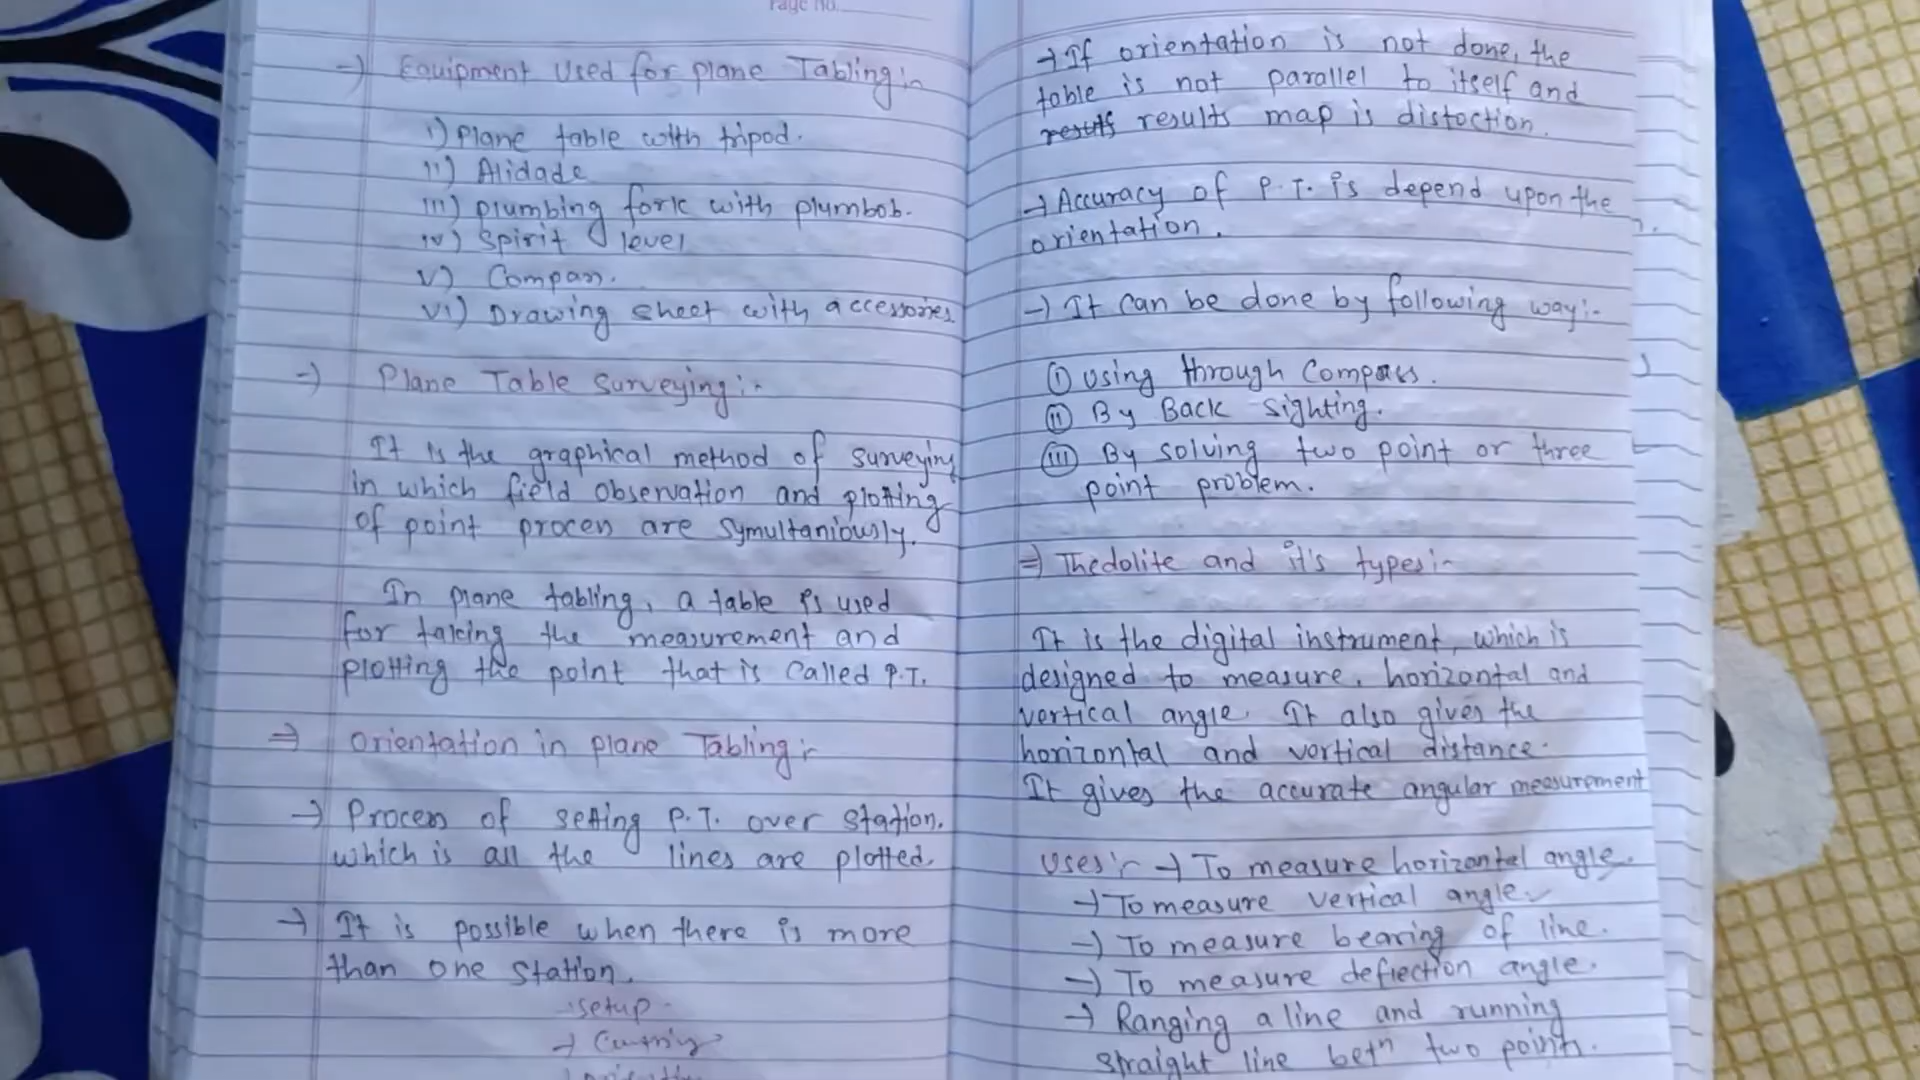 Page No.
→ Equipment Used for plane Tabling:-
i) Plane table with tripod.
ii) Alidade
iii) plumbing fork with plumbob.
iv) Spirit level
v) Compass.
vi) Drawing sheet with accessories
→ Plane Table Surveying:-
It is the graphical method of surveying
in which field observation and plotting
of point process are symultaniously.
In plane tabling, a table is used
for taking the measurement and
plotting the point that is called P.T.
⇒ Orientation in plane Tabling:-
→ Process of setting P.T. over station.
which is all the lines are plotted.
→ It is possible when there is more
than one station.
setup
→ If orientation is not done, the
table is not parallel to itself and
results results map is distoction.
→ Accuracy of P.T. is depend upon the
orientation.
→ It can be done by following way:-
(i) Using through Compass.
(ii) By Back sighting.
(iii) By solving two point or three
point problem.
⇒ Thedolite and it's types:-
It is the digital instrument, which is
designed to measure, horizontal and
vertical angle. It also gives the
horizontal and vertical distance.
It gives the accurate angular measurement
Uses:- → To measure horizontal angle.
→ To measure vertical angle.
→ To measure bearing of line.
→ To measure deflection angle.
→ Ranging a line and running
straight line betn two points.